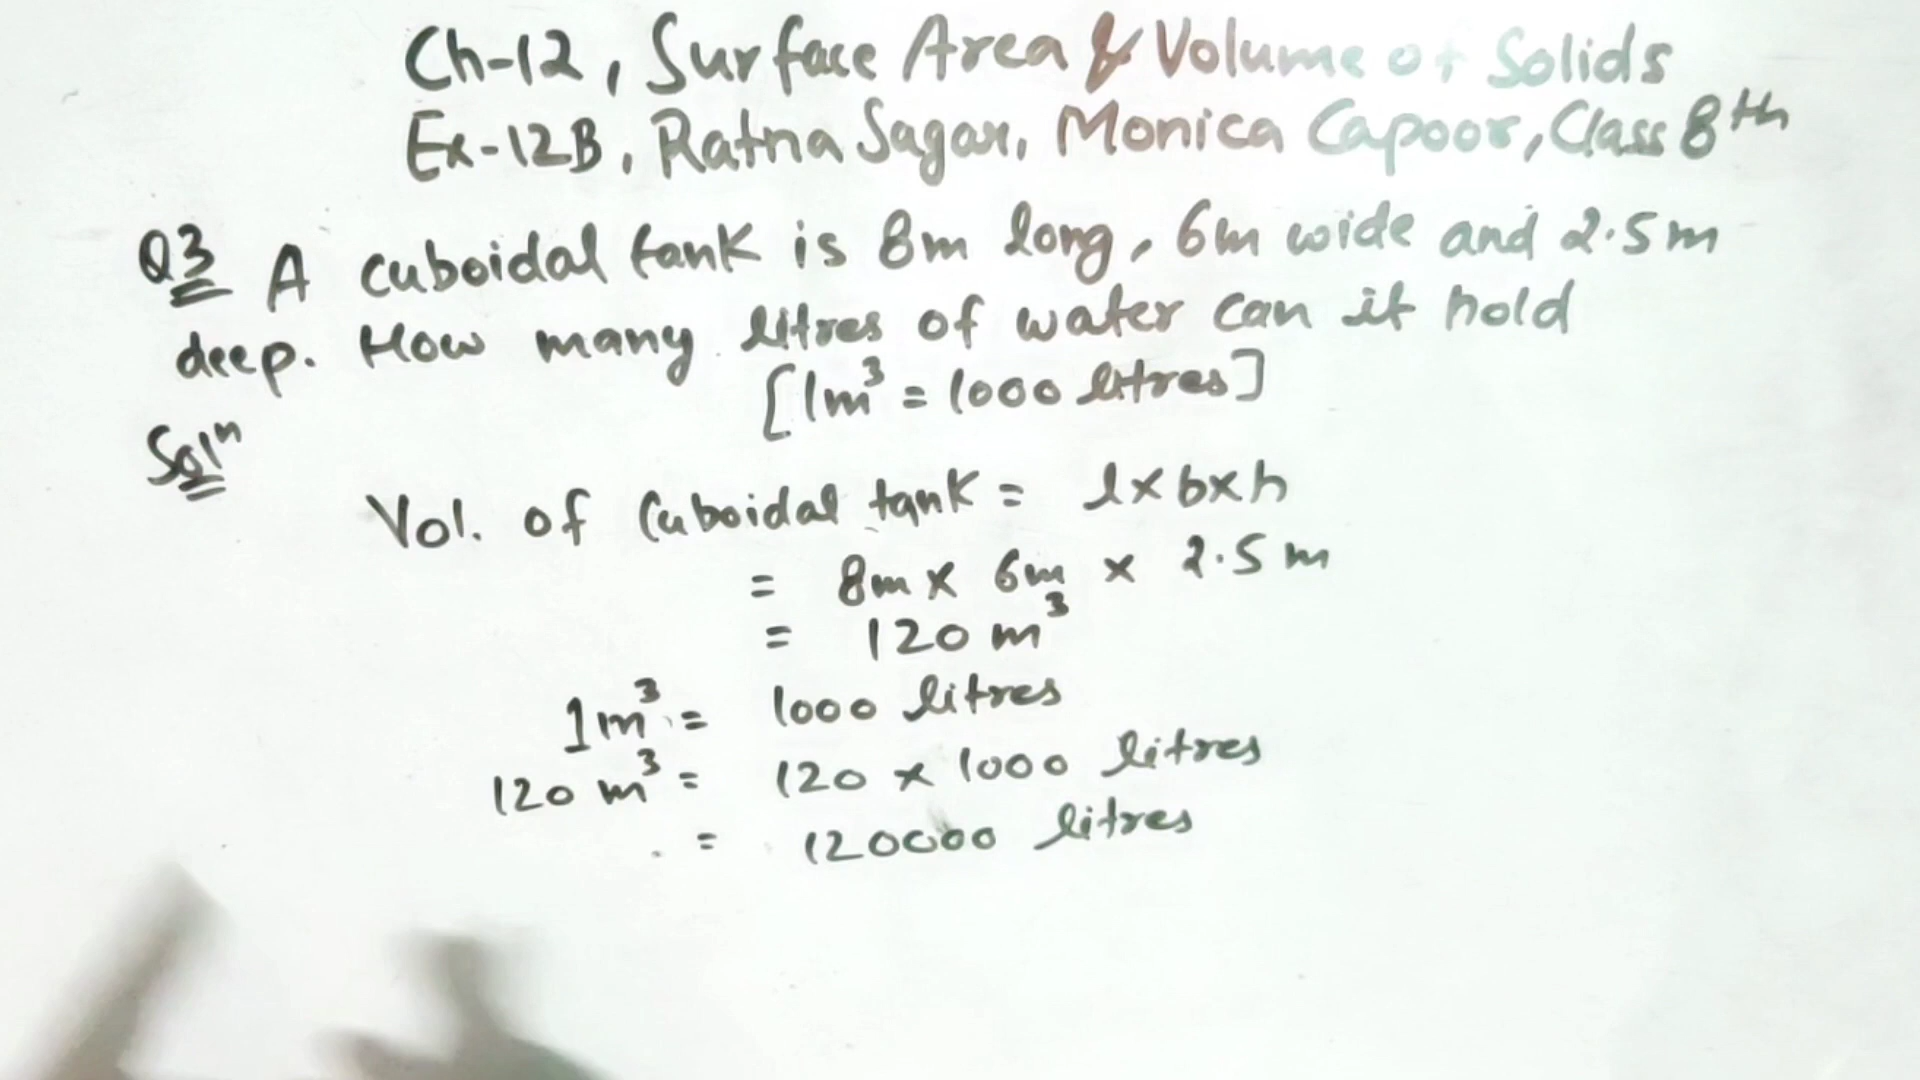 Ch-12, Surface Area & Volume of Solids
Ex-12B, Ratna Sagar, Monica Capoor, Class 8th
Q3 A cuboidal tank is 8m long, 6m wide and 2.5m
deep. How many litres of water can it hold
[1m³ = 1000 litres]
Solⁿ
Vol. of Cuboidal tank = l×b×h
= 8m × 6m × 2.5m
= 120 m³
1m³ = 1000 litres
120 m³ = 120 × 1000 litres
= 120000 litres